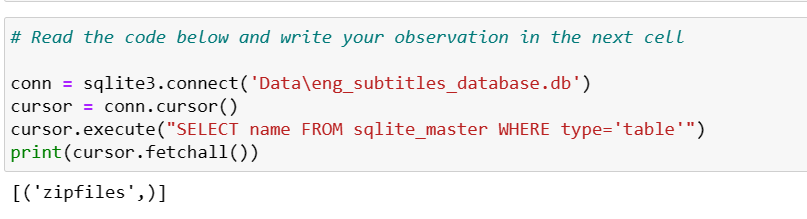 # Read the code below and write your observation in the next cell
conn = sqlite3.connect('Data\eng_subtitles_database.db')
cursor = conn.cursor()
cursor.execute("SELECT name FROM sqlite_master WHERE type='table'")
print(cursor.fetchall())
[('zipfiles',)]